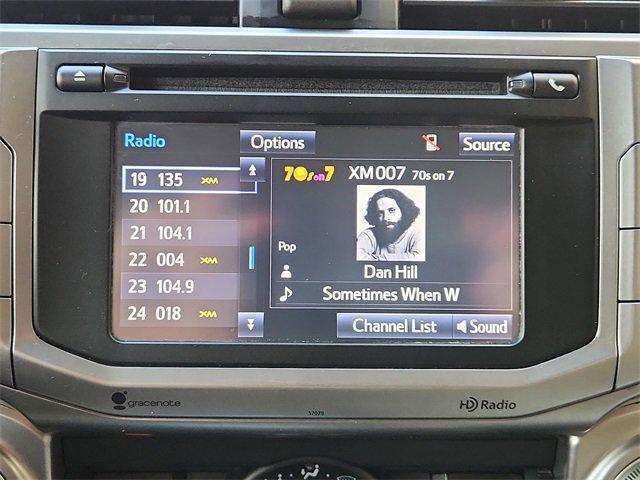 Radio
Options
Source
19 135 XM
20 101.1
21 104.1
22 004 XM
23 104.9
24 018 XM
70s on 7
XM007 70s on 7
Pop
Dan Hill
Sometimes When W
Channel List
Sound
gracenote
57079
HD Radio